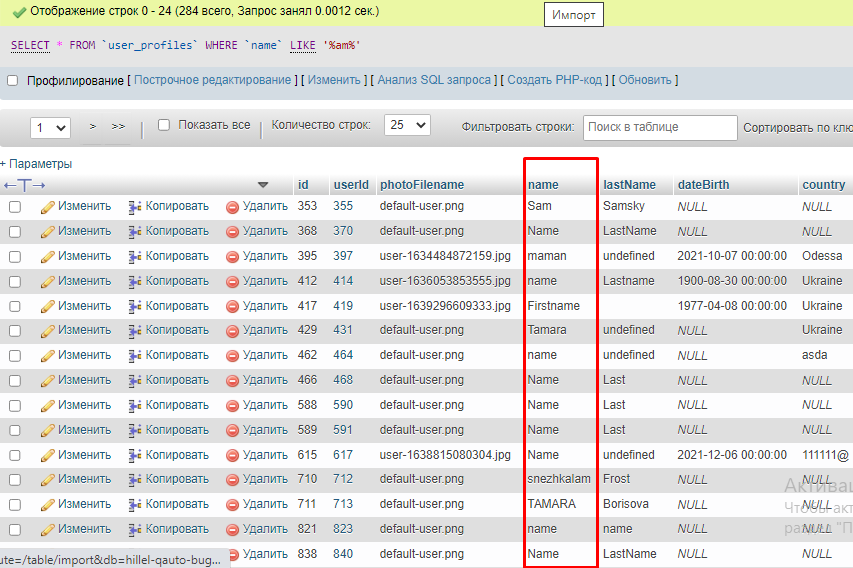 Отображение строк 0 - 24 (284 всего, Запрос занял 0.0012 сек.)
Импорт
SELECT * FROM `user_profiles` WHERE `name` LIKE '%am%'
Профилирование [ Построчное редактирование ] [ Изменить ] [ Анализ SQL запроса ] [ Создать PHP-код ] [ Обновить ]
1 > >> Показать все Количество строк: 25 Фильтровать строки: Поиск в таблице Сортировать по клю
+ Параметры
←T→ id userId photoFilename name lastName dateBirth country
Изменить Копировать Удалить 353 355 default-user.png Sam Samsky NULL NULL
Изменить Копировать Удалить 368 370 default-user.png Name LastName NULL NULL
Изменить Копировать Удалить 395 397 user-1634484872159.jpg maman undefined 2021-10-07 00:00:00 Odessa
Изменить Копировать Удалить 412 414 user-1636053853555.jpg name Lastname 1900-08-30 00:00:00 Ukraine
Изменить Копировать Удалить 417 419 user-1639296609333.jpg Firstname 1977-04-08 00:00:00 Ukraine
Изменить Копировать Удалить 429 431 default-user.png Tamara undefined NULL Ukraine
Изменить Копировать Удалить 462 464 default-user.png name undefined NULL asda
Изменить Копировать Удалить 466 468 default-user.png Name Last NULL NULL
Изменить Копировать Удалить 588 590 default-user.png Name Last NULL NULL
Изменить Копировать Удалить 589 591 default-user.png Name Last NULL NULL
Изменить Копировать Удалить 615 617 user-1638815080304.jpg Name undefined 2021-12-06 00:00:00 111111@
Изменить Копировать Удалить 710 712 default-user.png snezhkalam Frost NULL NULL
Активац
Изменить Копировать Удалить 711 713 default-user.png TAMARA Borisova NULL NULL
Чтобы акт
Изменить Копировать Удалить 821 823 default-user.png name name NULL NULL
раздел "П
Удалить 838 840 default-user.png Name LastName NULL NULL
ute=/table/import&db=hillel-qauto-bug...